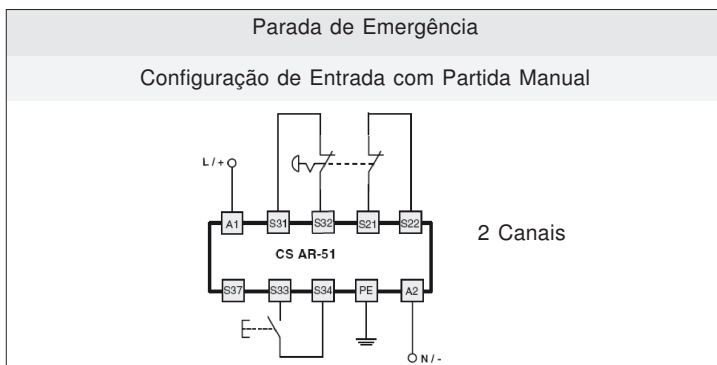 Parada de Emergência
Configuração de Entrada com Partida Manual
L / +
A1 S31 S32 S21 S22
2 Canais
CS AR-51
S37 S33 S34 PE A2
N / -